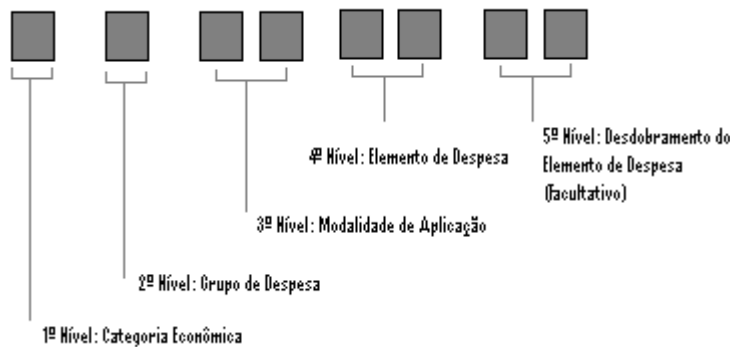 5º Nível: Desdobramento do
Elemento de Despesa
(facultativo)
4º Nível: Elemento de Despesa
3º Nível: Modalidade de Aplicação
2º Nível: Grupo de Despesa
1º Nível: Categoria Econômica